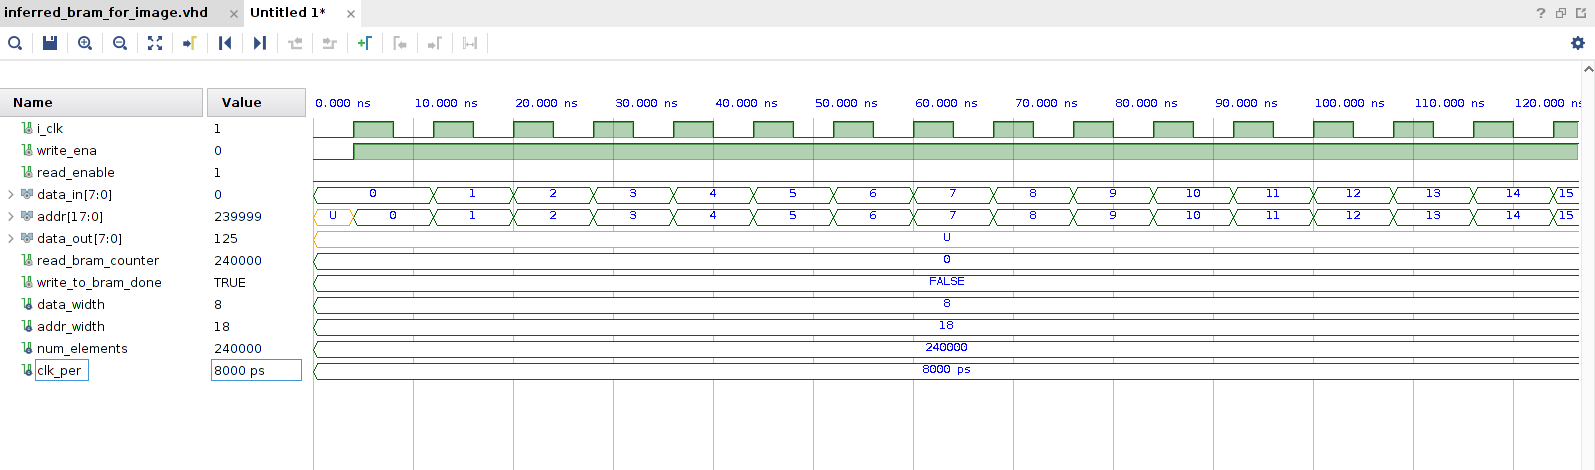 inferred_bram_for_image.vhd × Untitled 1* × ?
Name Value 0.000 ns 10.000 ns 20.000 ns 30.000 ns 40.000 ns 50.000 ns 60.000 ns 70.000 ns 80.000 ns 90.000 ns 100.000 ns 110.000 ns 120.000 ns
i_clk 1
write_ena 0
read_enable 1
data_in[7:0] 0 0 1 2 3 4 5 6 7 8 9 10 11 12 13 14 15
addr[17:0] 239999 U 0 1 2 3 4 5 6 7 8 9 10 11 12 13 14 15
data_out[7:0] 125 U
read_bram_counter 240000 0
write_to_bram_done TRUE FALSE
data_width 8 8
addr_width 18 18
num_elements 240000 240000
clk_per 8000 ps 8000 ps